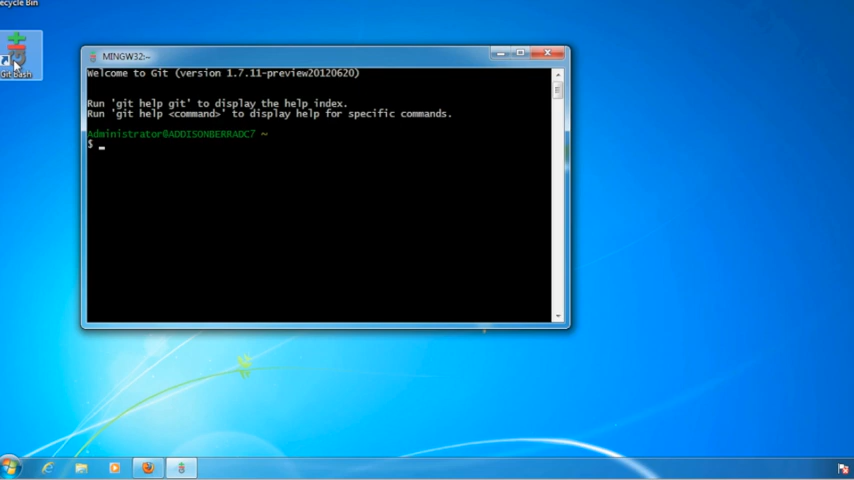 ecycle Bin
Git Bash
MINGW32:~
Welcome to Git (version 1.7.11-preview20120620)
Run 'git help git' to display the help index.
Run 'git help <command>' to display help for specific commands.
Administrator@ADDISONBERRADC7 ~
$